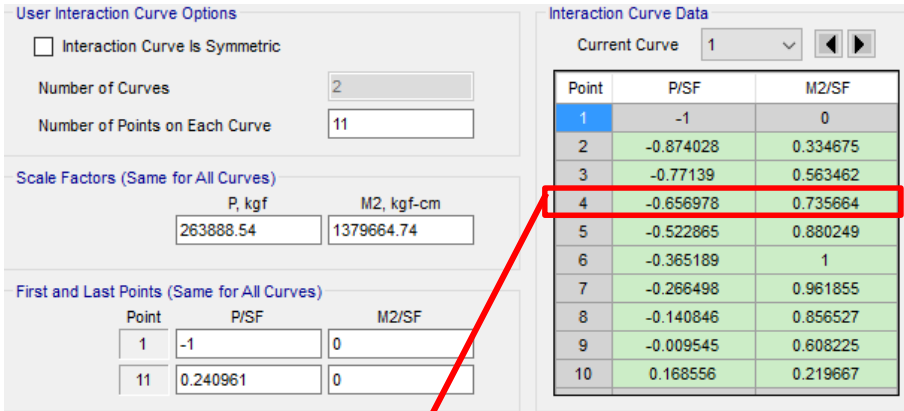 User Interaction Curve Options
Interaction Curve Is Symmetric
Number of Curves 2
Number of Points on Each Curve 11
Scale Factors (Same for All Curves)
P, kgf M2, kgf-cm
263888.54 1379664.74
First and Last Points (Same for All Curves)
Point P/SF M2/SF
1 -1 0
11 0.240961 0
Interaction Curve Data
Current Curve 1
Point P/SF M2/SF
1 -1 0
2 -0.874028 0.334675
3 -0.77139 0.563462
4 -0.656978 0.735664
5 -0.522865 0.880249
6 -0.365189 1
7 -0.266498 0.961855
8 -0.140846 0.856527
9 -0.009545 0.608225
10 0.168556 0.219667